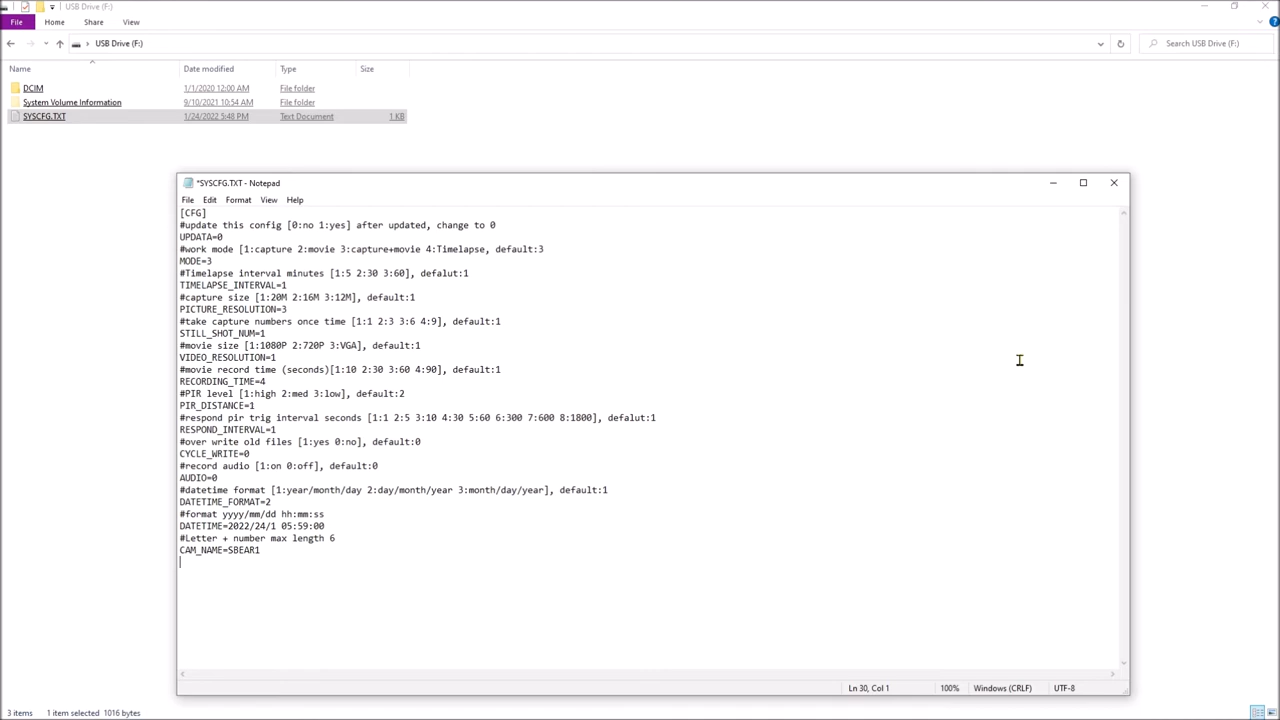 USB Drive (F:)
File Home Share View
USB Drive (F:) Search USB Drive (F:)
Name Date modified Type Size
DCIM 1/1/2020 12:00 AM File folder
System Volume Information 9/10/2021 10:54 AM File folder
SYSCFG.TXT 1/24/2022 5:48 PM Text Document 1 KB
*SYSCFG.TXT - Notepad
File Edit Format View Help
[CFG]
#update this config [0:no 1:yes] after updated, change to 0
UPDATA=0
#work mode [1:capture 2:movie 3:capture+movie 4:Timelapse, default:3
MODE=3
#Timelapse interval minutes [1:5 2:30 3:60], defalut:1
TIMELAPSE_INTERVAL=1
#capture size [1:20M 2:16M 3:12M], default:1
PICTURE_RESOLUTION=3
#take capture numbers once time [1:1 2:3 3:6 4:9], default:1
STILL_SHOT_NUM=1
#movie size [1:1080P 2:720P 3:VGA], default:1
VIDEO_RESOLUTION=1
#movie record time (seconds)[1:10 2:30 3:60 4:90], default:1
RECORDING_TIME=4
#PIR level [1:high 2:med 3:low], default:2
PIR_DISTANCE=1
#respond pir trig interval seconds [1:1 2:5 3:10 4:30 5:60 6:300 7:600 8:1800], defalut:1
RESPOND_INTERVAL=1
#over write old files [1:yes 0:no], default:0
CYCLE_WRITE=0
#record audio [1:on 0:off], default:0
AUDIO=0
#datetime format [1:year/month/day 2:day/month/year 3:month/day/year], default:1
DATETIME_FORMAT=2
#format yyyy/mm/dd hh:mm:ss
DATETIME=2022/24/1 05:59:00
#Letter + number max length 6
CAM_NAME=SBEAR1
Ln 30, Col 1 100% Windows (CRLF) UTF-8
3 items 1 item selected 1016 bytes